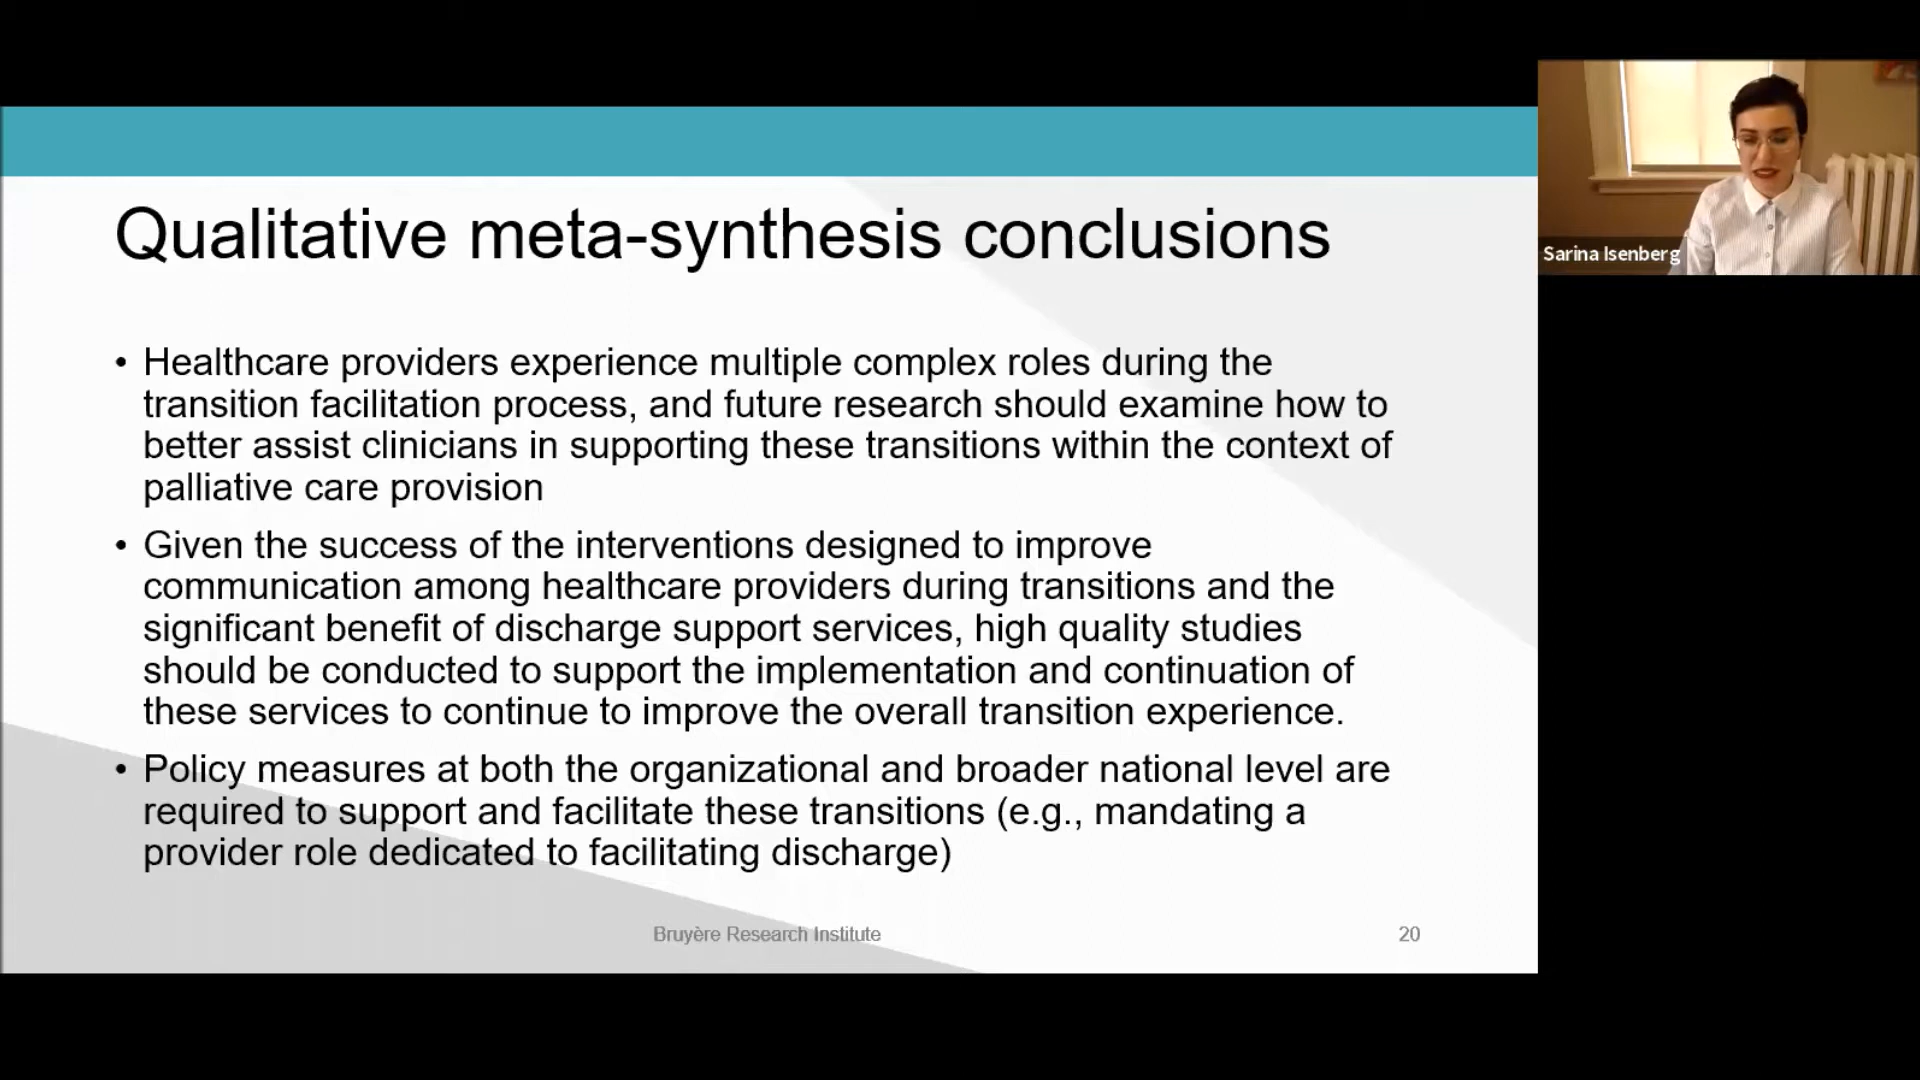 Qualitative meta-synthesis conclusions
• Healthcare providers experience multiple complex roles during the
transition facilitation process, and future research should examine how to
better assist clinicians in supporting these transitions within the context of
palliative care provision
• Given the success of the interventions designed to improve
communication among healthcare providers during transitions and the
significant benefit of discharge support services, high quality studies
should be conducted to support the implementation and continuation of
these services to continue to improve the overall transition experience.
• Policy measures at both the organizational and broader national level are
required to support and facilitate these transitions (e.g., mandating a
provider role dedicated to facilitating discharge)
Bruyère Research Institute
20
Sarina Isenberg